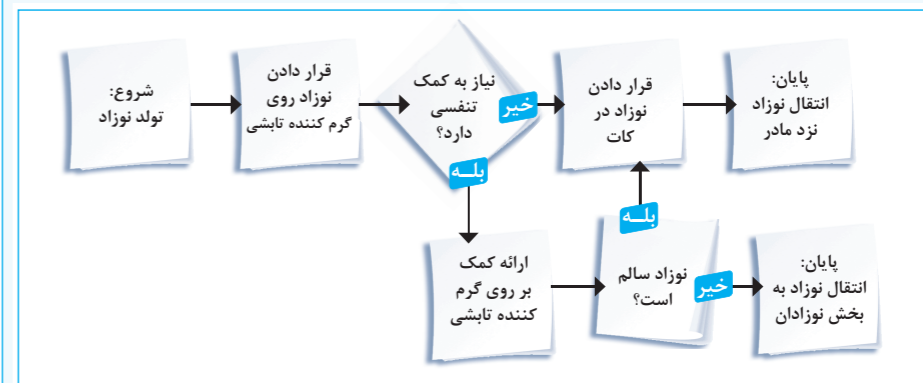 شروع:
تولد نوزاد
قرار دادن
نوزاد روی
گرم کننده تابشی
نیاز به کمک
تنفسی
دارد؟
خیر
بله
قرار دادن
نوزاد در
کات
پایان:
انتقال نوزاد
نزد مادر
ارائه کمک
بر روی گرم
کننده تابشی
نوزاد سالم
است؟
بله
خیر
پایان:
انتقال نوزاد به
بخش نوزادان